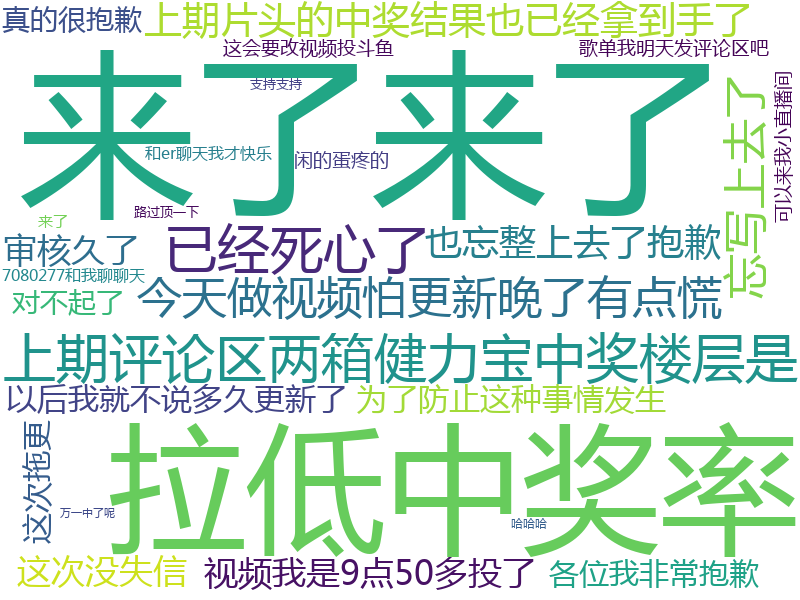 真的很抱歉
上期片头的中奖结果也已经拿到手了
这会要改视频投斗鱼
歌单我明天发评论区吧
来了来了
支持支持
可以来我小直播间
忘写上去了
和er聊天我才快乐
闲的蛋疼的
路过顶一下
来了
审核久了
已经死心了
也忘整上去了抱歉
7080277和我聊聊天
对不起了
今天做视频怕更新晚了有点慌
上期评论区两箱健力宝中奖楼层是
以后我就不说多久更新了
为了防止这种事情发生
这次拖更
拉低中奖率
万一中了呢
哈哈哈
这次没失信
视频我是9点50多投了
各位我非常抱歉